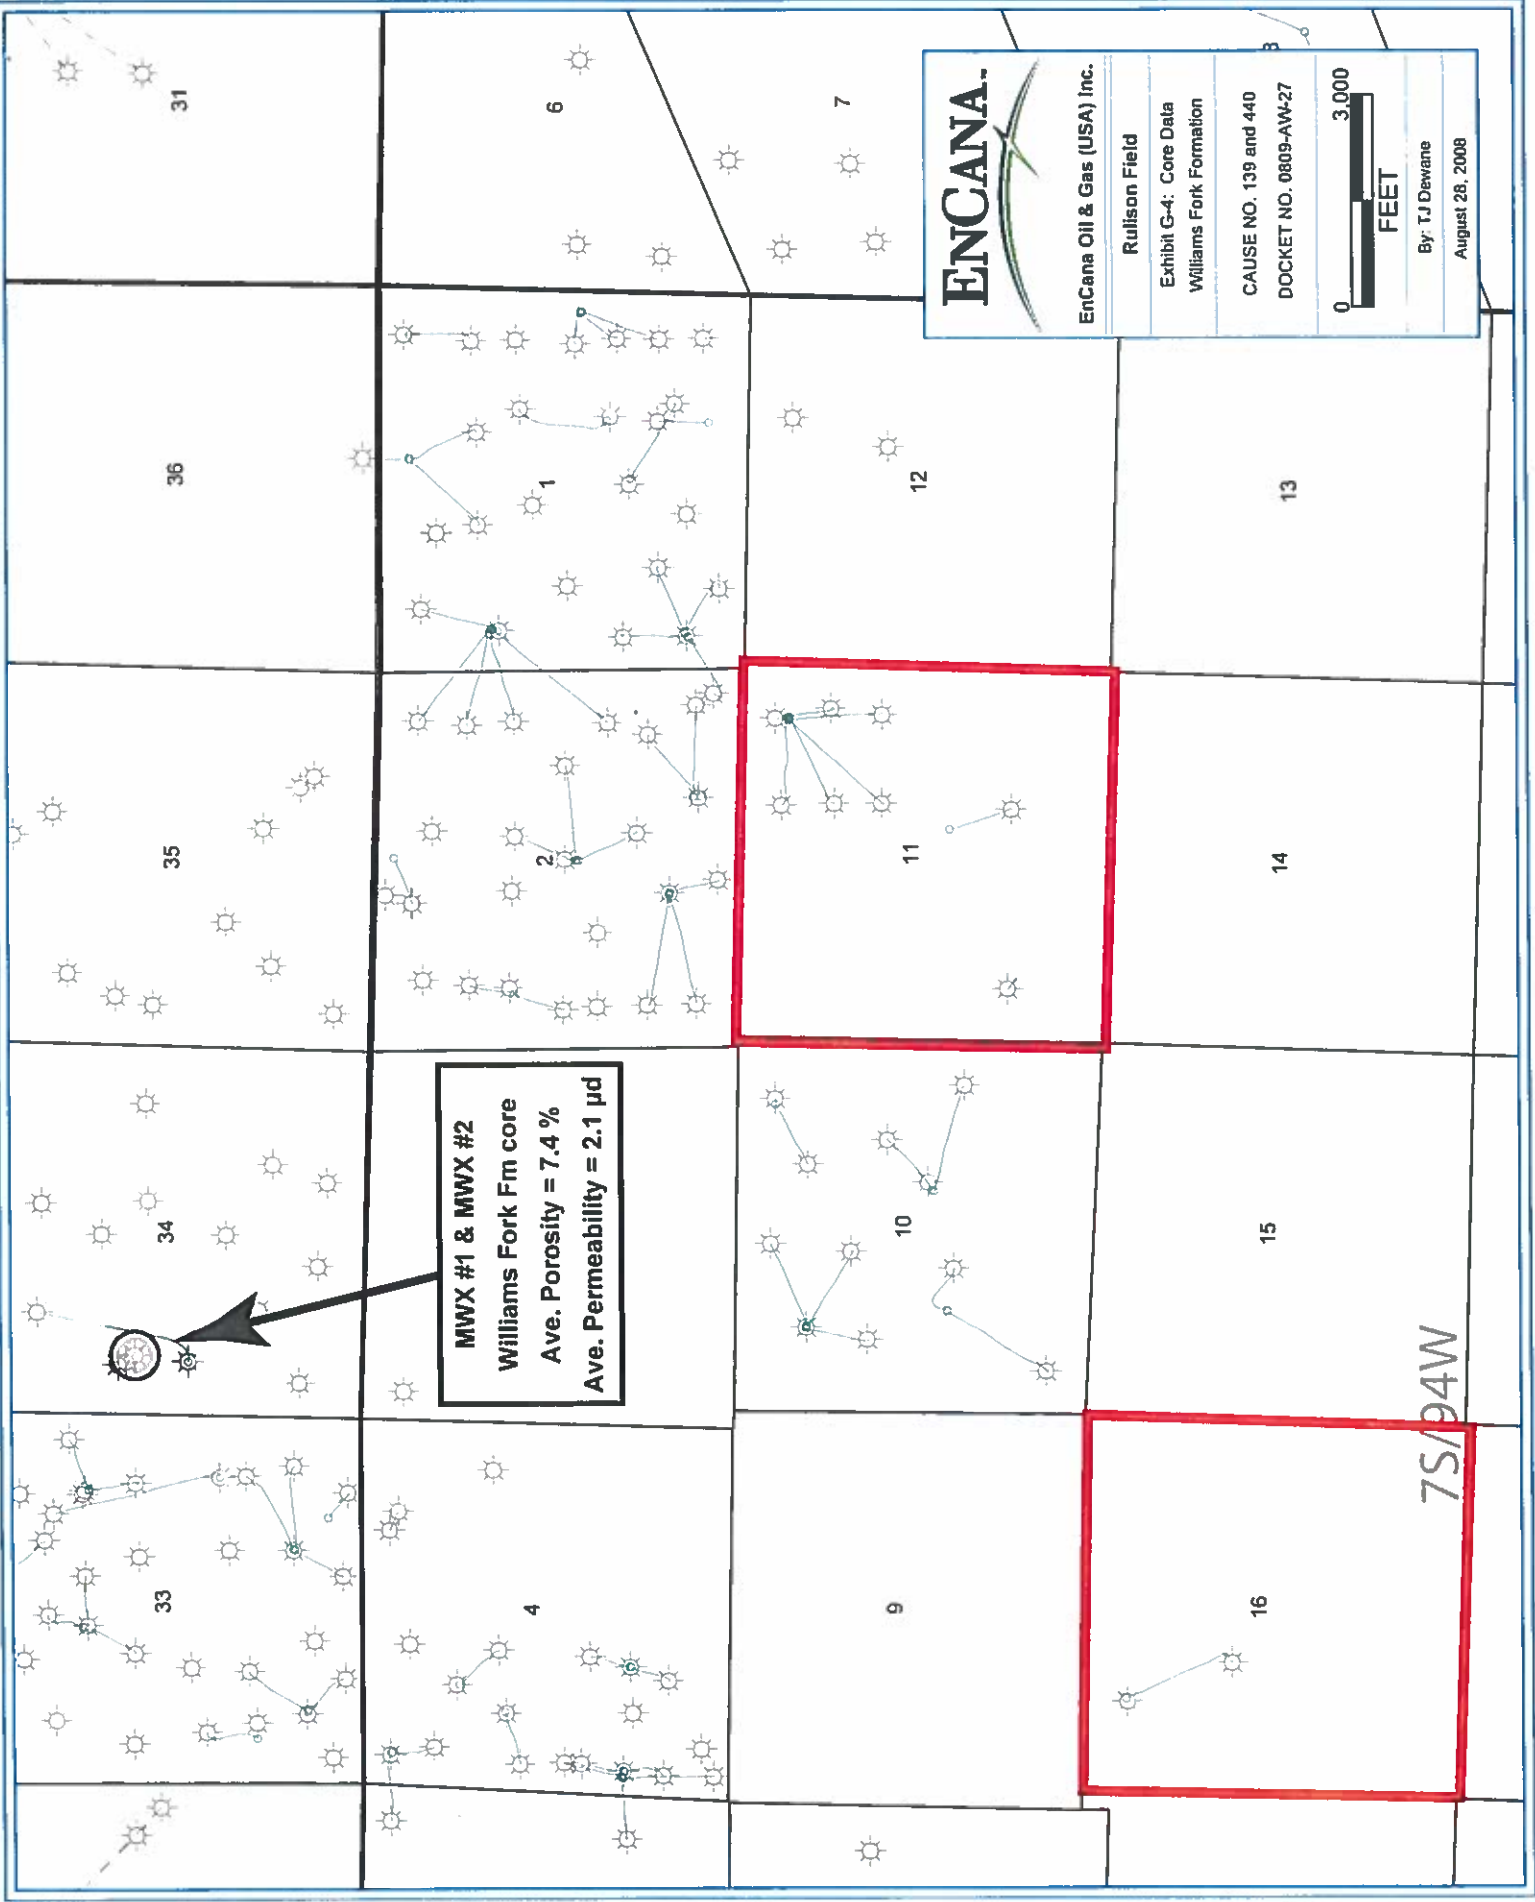 31
36
35
34
33
6
1
2
4
7
12
11
10
9
8
13
14
15
16
MWX #1 & MWX #2
Williams Fork Fm core
Ave. Porosity = 7.4 %
Ave. Permeability = 2.1 µd
7S/94W
ENCANA™
EnCana Oil & Gas (USA) Inc.
Rulison Field
Exhibit G-4: Core Data
Williams Fork Formation
CAUSE NO. 139 and 440
DOCKET NO. 0809-AW-27
0 3,000
FEET
By: TJ Dewane
August 28, 2008